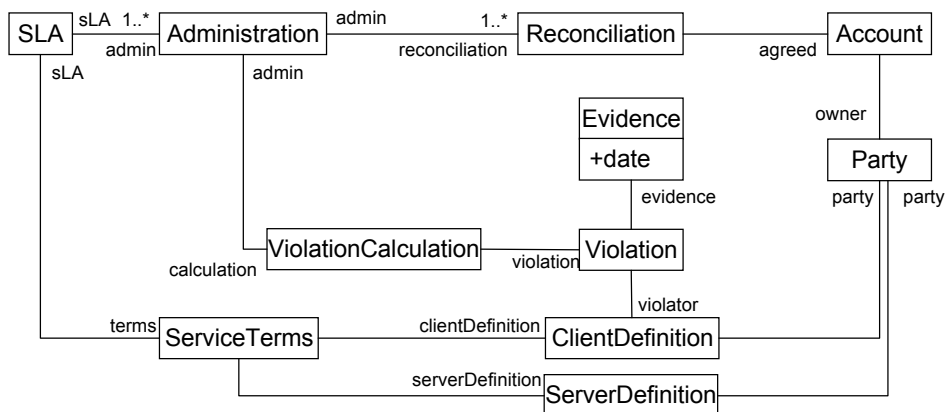 sLA 1..*
admin
1..*
SLA
Administration
Reconciliation
Account
admin
reconciliation
agreed
sLA
admin
Evidence
owner
+date
Party
evidence
party
party
ViolationCalculation
Violation
calculation
violation
violator
terms
clientDefinition
ServiceTerms
ClientDefinition
serverDefinition
ServerDefinition